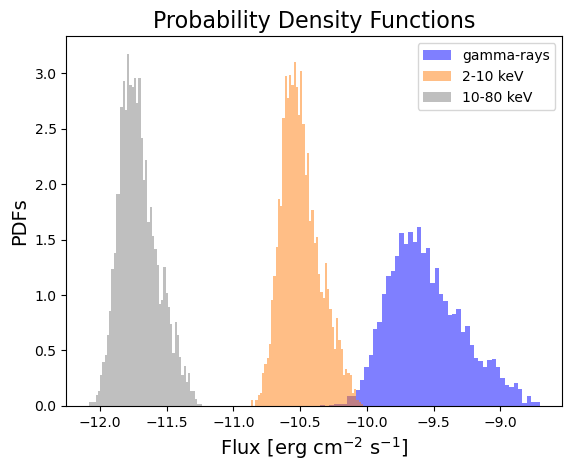 Probability Density Functions
gamma-rays
2-10 keV
10-80 keV
PDFs
3.0
2.5
2.0
1.5
1.0
0.5
0.0
−12.0 −11.5 −11.0 −10.5 −10.0 −9.5 −9.0
Flux [erg cm⁻² s⁻¹]